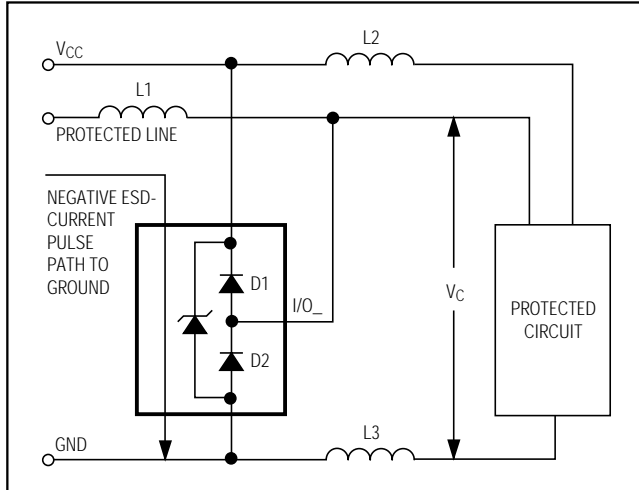 VCC
L2
L1
PROTECTED LINE
NEGATIVE ESD-
CURRENT
PULSE
PATH TO
GROUND
D1
I/O_
D2
VC
PROTECTED
CIRCUIT
GND
L3